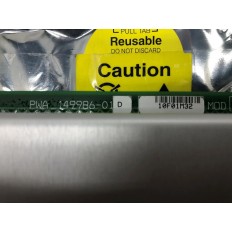 PULL TAB
Reusable
DO NOT DISCARD
Caution
PWA 149986-01 D 10F01M32 MOD